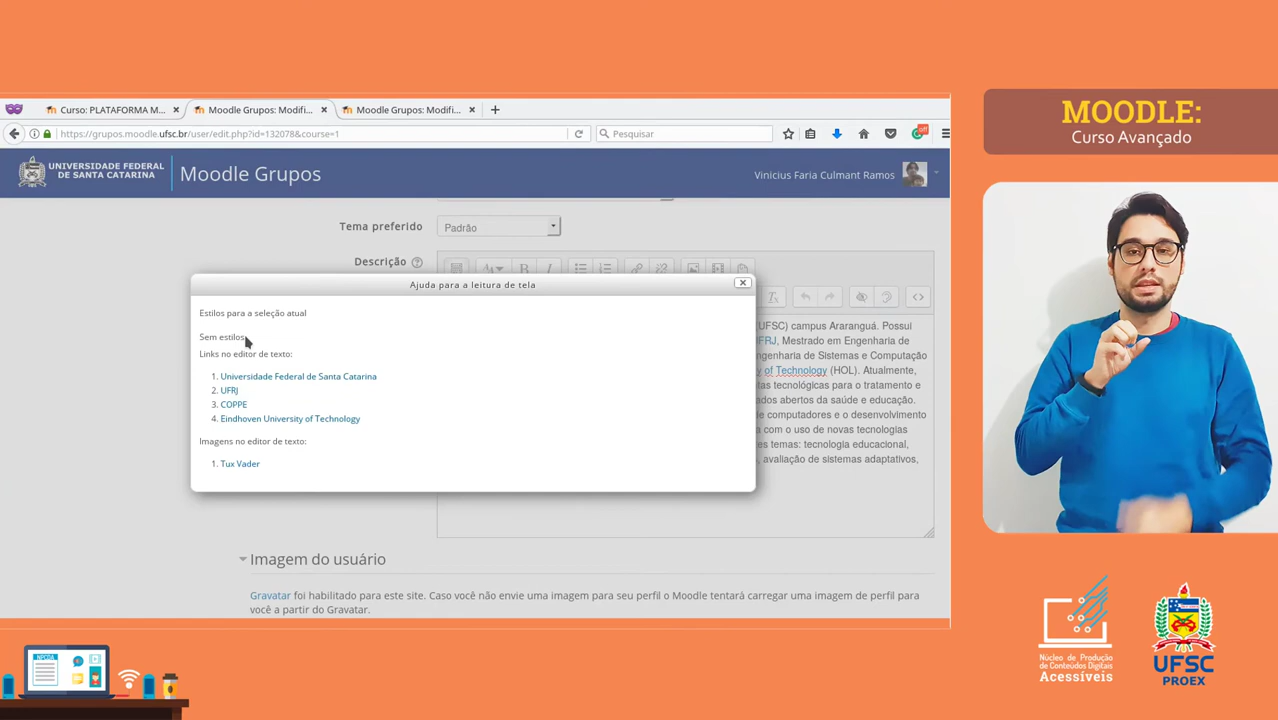 Curso: PLATAFORMA M...
Moodle Grupos: Modifi...
Moodle Grupos: Modifi...
https://grupos.moodle.ufsc.br/user/edit.php?id=132078&course=1
Pesquisar
off
UNIVERSIDADE FEDERAL
DE SANTA CATARINA
Moodle Grupos
Vinicius Faria Culmant Ramos
Tema preferido
Padrão
Descrição
Ajuda para a leitura de tela
Estilos para a seleção atual
Sem estilos
Links no editor de texto:
1. Universidade Federal de Santa Catarina
2. UFRJ
3. COPPE
4. Eindhoven University of Technology
Imagens no editor de texto:
1. Tux Vader
(UFSC) campus Araranguá. Possui
FRJ, Mestrado em Engenharia de
ngenharia de Sistemas e Computação
y of Technology (HOL). Atualmente,
tas tecnológicas para o tratamento e
ados abertos da saúde e educação.
de computadores e o desenvolvimento
a com o uso de novas tecnologias
es temas: tecnologia educacional,
, avaliação de sistemas adaptativos,
Imagem do usuário
Gravatar foi habilitado para este site. Caso você não envie uma imagem para seu perfil o Moodle tentará carregar uma imagem de perfil para
você a partir do Gravatar.
MOODLE:
Curso Avançado
NPCDA
Núcleo de Produção
de Conteúdos Digitais
Acessíveis
UFSC
PROEX